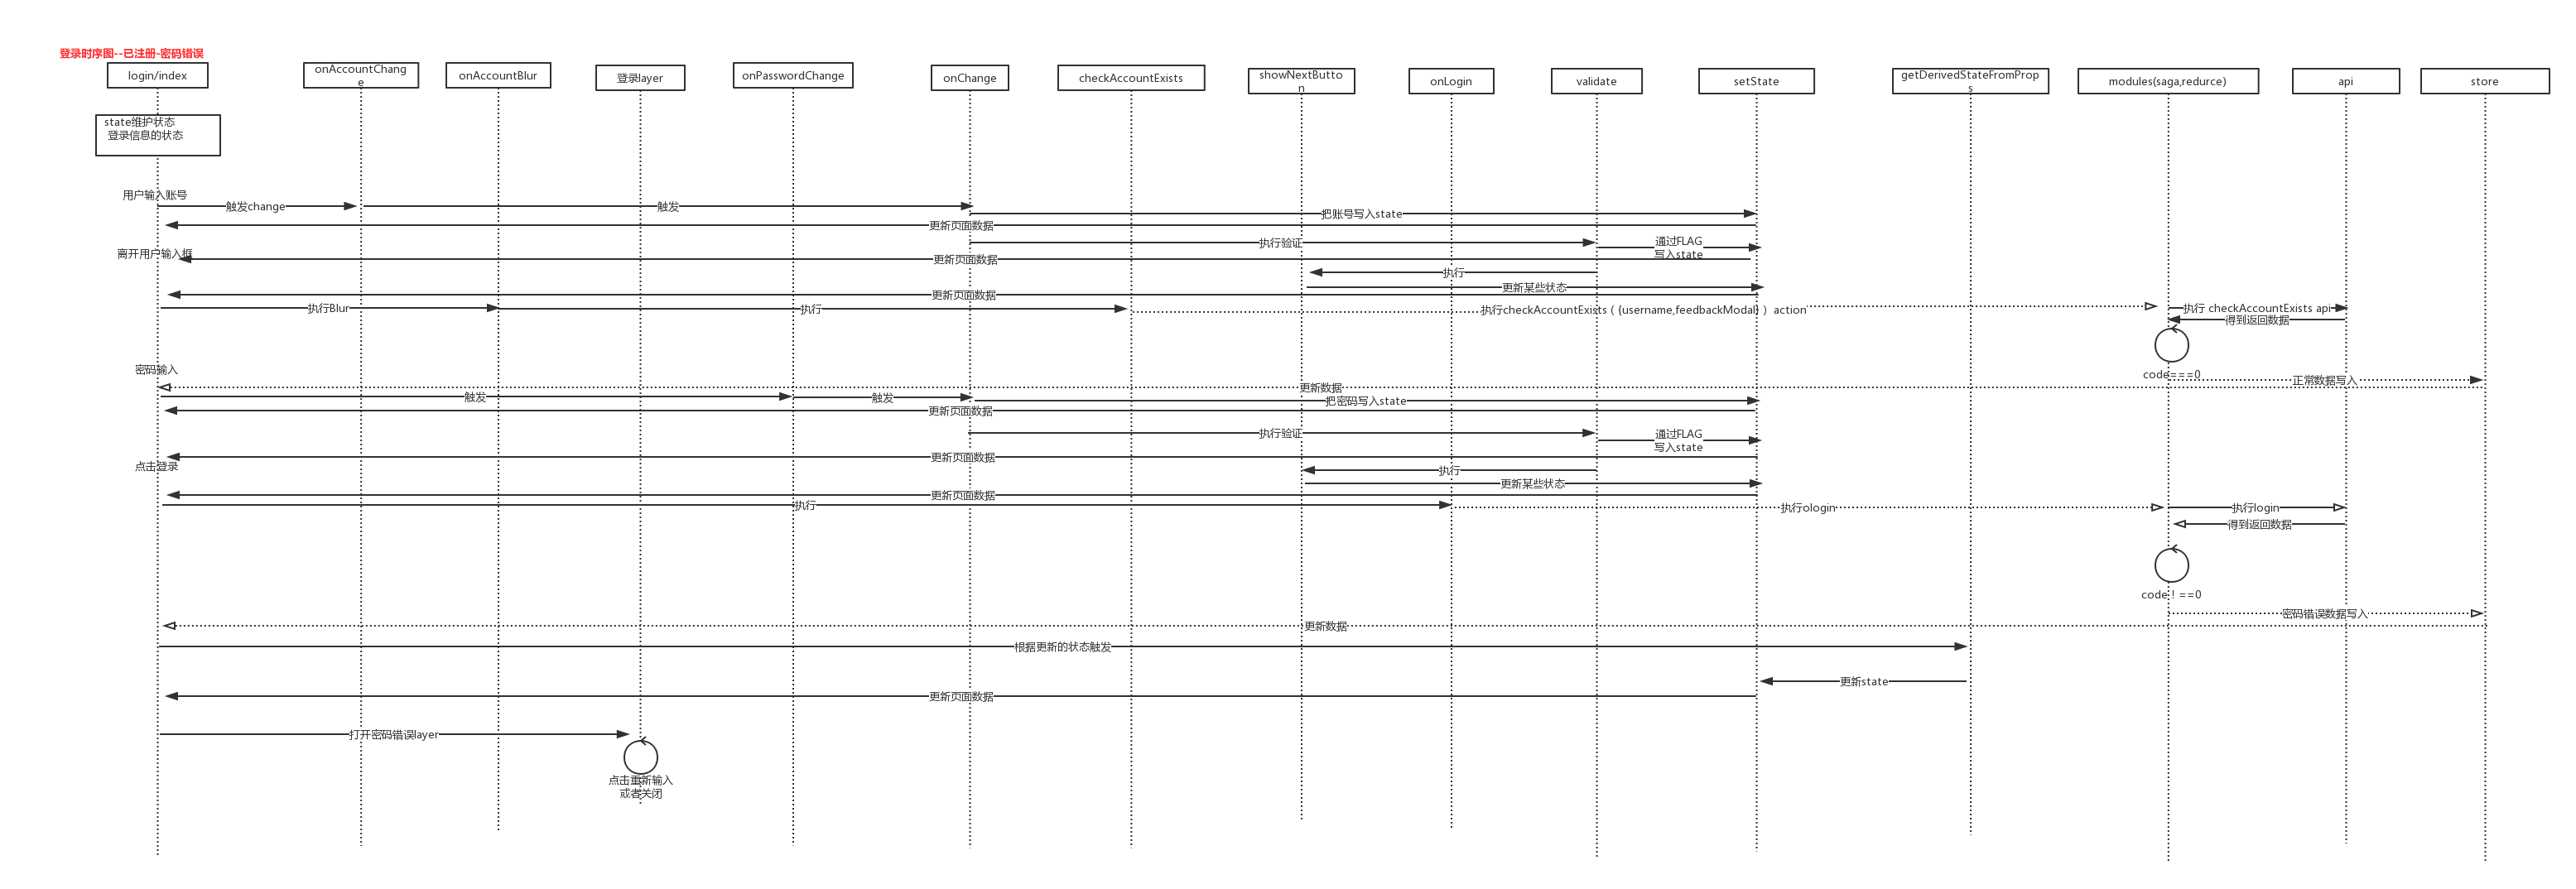 登录时序图--已注册-密码错误
login/index
onAccountChang
e
onAccountBlur
登录layer
onPasswordChange
onChange
checkAccountExists
showNextButto
n
onLogin
validate
setState
getDerivedStateFromProp
s
modules(saga,redurce)
api
store
state维护状态
登录信息的状态
用户输入账号
触发change
触发
把账号写入state
更新页面数据
执行验证
通过FLAG
写入state
离开用户输入框
更新页面数据
执行
更新某些状态
更新页面数据
执行Blur
执行
执行checkAccountExists ( {username,feedbackModal} ) action
执行 checkAccountExists api
得到返回数据
code===0
密码输入
正常数据写入
更新数据
触发
触发
把密码写入state
更新页面数据
执行验证
通过FLAG
写入state
更新页面数据
点击登录
执行
更新某些状态
更新页面数据
执行
执行ologin
执行login
得到返回数据
code ! ==0
密码错误数据写入
更新数据
根据更新的状态触发
更新state
更新页面数据
打开密码错误layer
点击重新输入
或者关闭